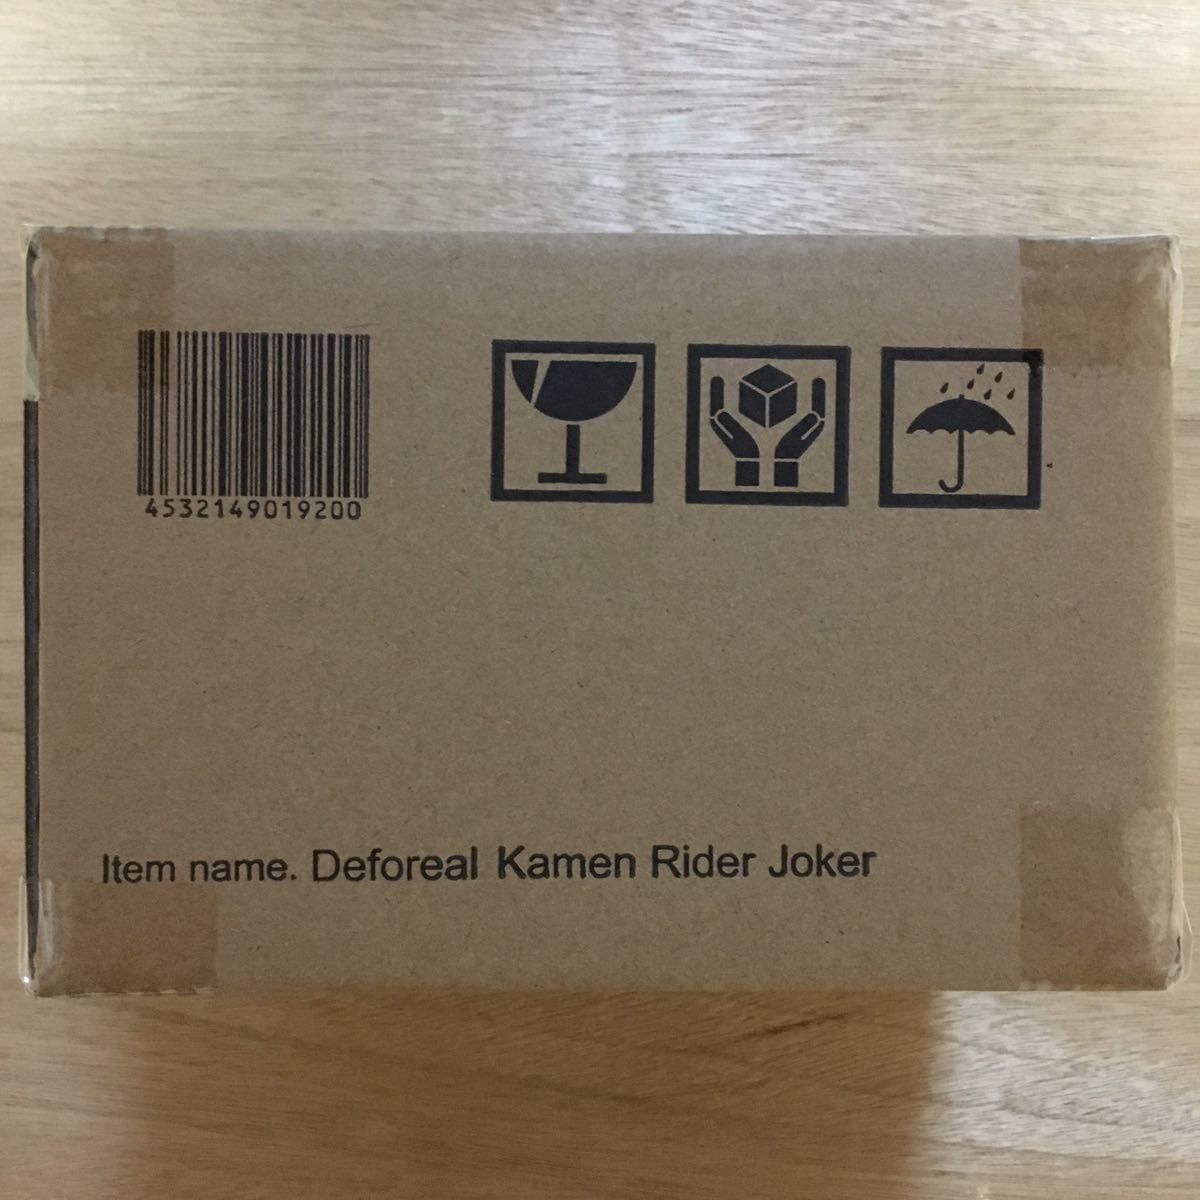 4532149019200
Item name. Deforeal Kamen Rider Joker